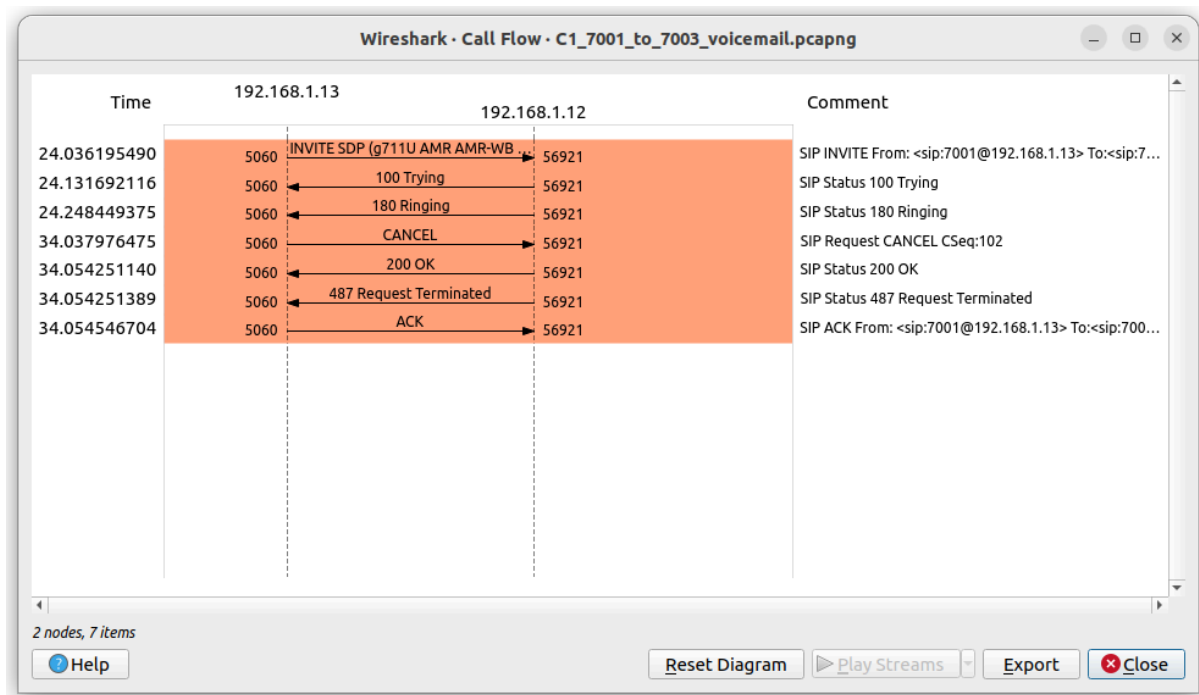 Wireshark · Call Flow · C1_7001_to_7003_voicemail.pcapng
Time 192.168.1.13 192.168.1.12 Comment
24.036195490 5060 INVITE SDP (g711U AMR AMR-WB ... 56921 SIP INVITE From: <sip:7001@192.168.1.13> To:<sip:7...
24.131692116 5060 100 Trying 56921 SIP Status 100 Trying
24.248449375 5060 180 Ringing 56921 SIP Status 180 Ringing
34.037976475 5060 CANCEL 56921 SIP Request CANCEL CSeq:102
34.054251140 5060 200 OK 56921 SIP Status 200 OK
34.054251389 5060 487 Request Terminated 56921 SIP Status 487 Request Terminated
34.054546704 5060 ACK 56921 SIP ACK From: <sip:7001@192.168.1.13> To:<sip:700...
2 nodes, 7 items
Help Reset Diagram Play Streams Export Close